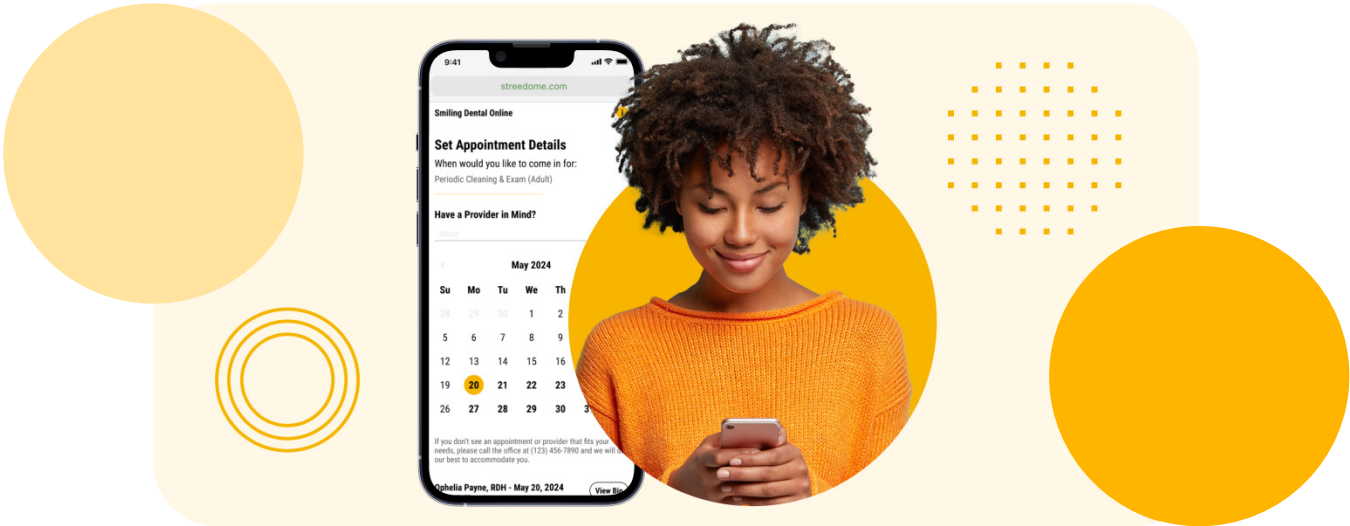 9:41
streedome.com
Smiling Dental Online
Set Appointment Details
When would you like to come in for:
Periodic Cleaning & Exam (Adult)
Have a Provider in Mind?
Select
May 2024
Su Mo Tu We Th
28 29 30 1 2
5 6 7 8 9
12 13 14 15 16
19 20 21 22 23
26 27 28 29 30 3
If you don't see an appointment or provider that fits your
needs, please call the office at (123) 456-7890 and we will
our best to accommodate you.
Ophelia Payne, RDH - May 20, 2024
View Bio